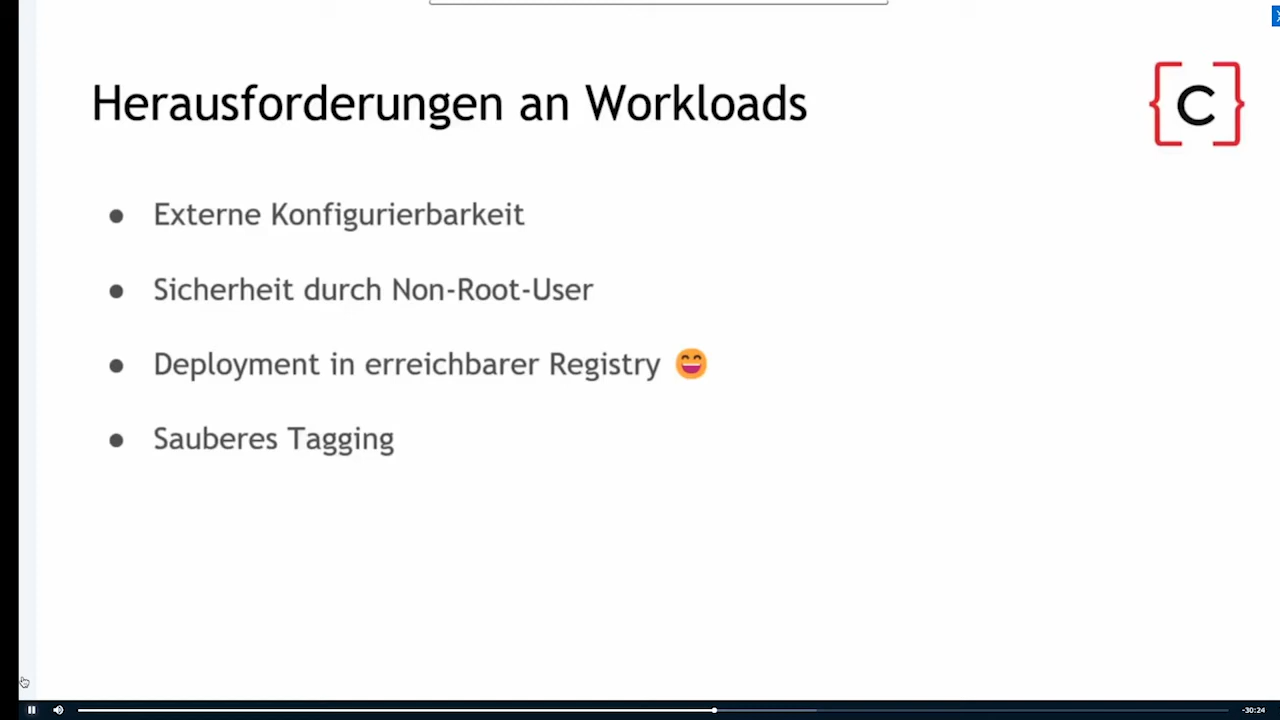 Herausforderungen an Workloads
{[C]}
● Externe Konfigurierbarkeit
● Sicherheit durch Non-Root-User
● Deployment in erreichbarer Registry 😄
● Sauberes Tagging
-30:24